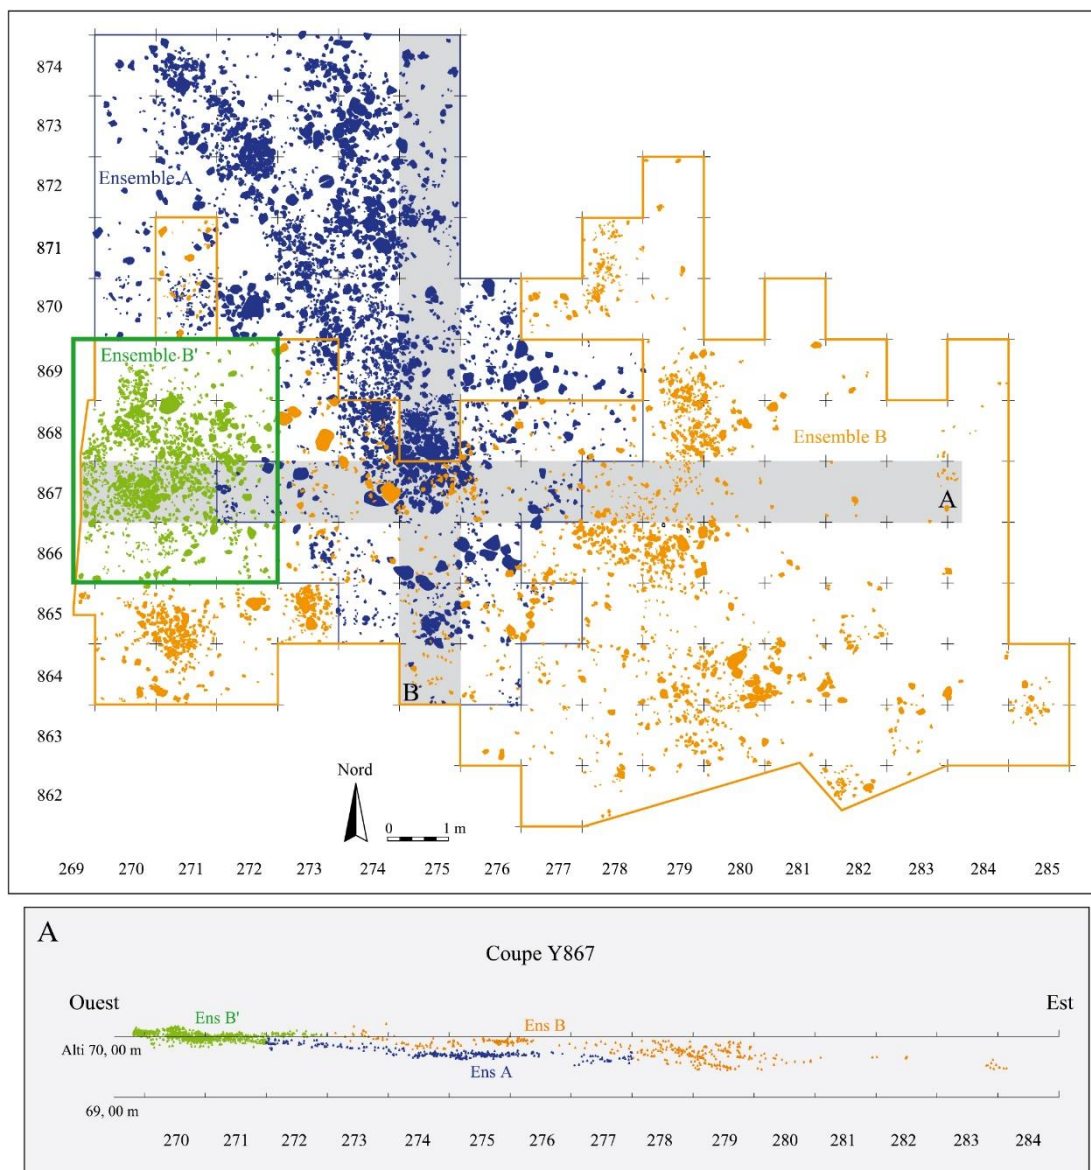 874
873
872
Ensemble A
871
870
Ensemble B'
869
868
Ensemble B
867
A
866
865
864
B
863
Nord
862
0 1 m
269 270 271 272 273 274 275 276 277 278 279 280 281 282 283 284 285
A
Coupe Y867
Ouest Est
Ens B' Ens B
Alti 70, 00 m
Ens A
69, 00 m
270 271 272 273 274 275 276 277 278 279 280 281 282 283 284